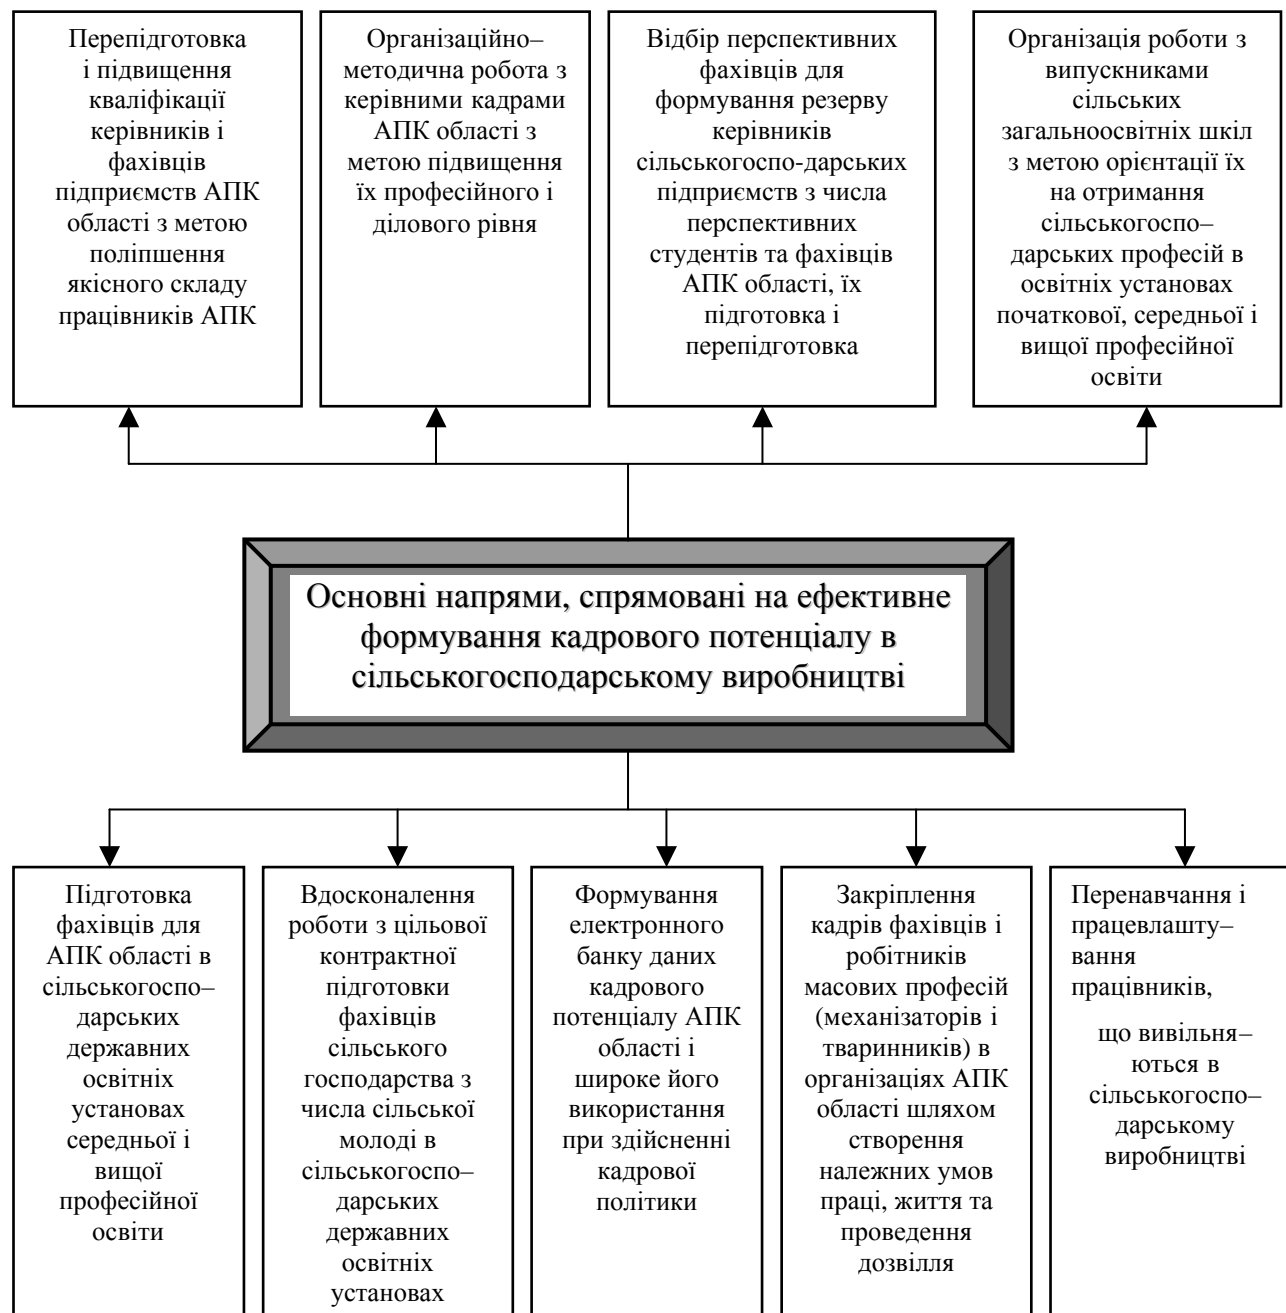 Перепідготовка
і підвищення
кваліфікації
керівників і
фахівців
підприємств АПК
області з метою
поліпшення
якісного складу
працівників АПК
Організаційно–
методична робота з
керівними кадрами
АПК області з
метою підвищення
їх професійного і
ділового рівня
Відбір перспективних
фахівців для
формування резерву
керівників
сільськогоспо-дарських
підприємств з числа
перспективних
студентів та фахівців
АПК області, їх
підготовка і
перепідготовка
Організація роботи з
випускниками
сільських
загальноосвітніх шкіл
з метою орієнтації їх
на отримання
сільськогоспо–
дарських професій в
освітніх установах
початкової, середньої і
вищої професійної
освіти
Основні напрями, спрямовані на ефективне
формування кадрового потенціалу в
сільськогосподарському виробництві
Підготовка
фахівців для
АПК області в
сільськогоспо–
дарських
державних
освітніх
установах
середньої і
вищої
професійної
освіти
Вдосконалення
роботи з цільової
контрактної
підготовки
фахівців
сільського
господарства з
числа сільської
молоді в
сільськогоспо–
дарських
державних
освітніх
установах
Формування
електронного
банку даних
кадрового
потенціалу АПК
області і
широке його
використання
при здійсненні
кадрової
політики
Закріплення
кадрів фахівців і
робітників
масових професій
(механізаторів і
тваринників) в
організаціях АПК
області шляхом
створення
належних умов
праці, життя та
проведення
дозвілля
Перенавчання і
працевлашту–
вання
працівників,
що вивільня–
ються в
сільськогоспо–
дарському
виробництві